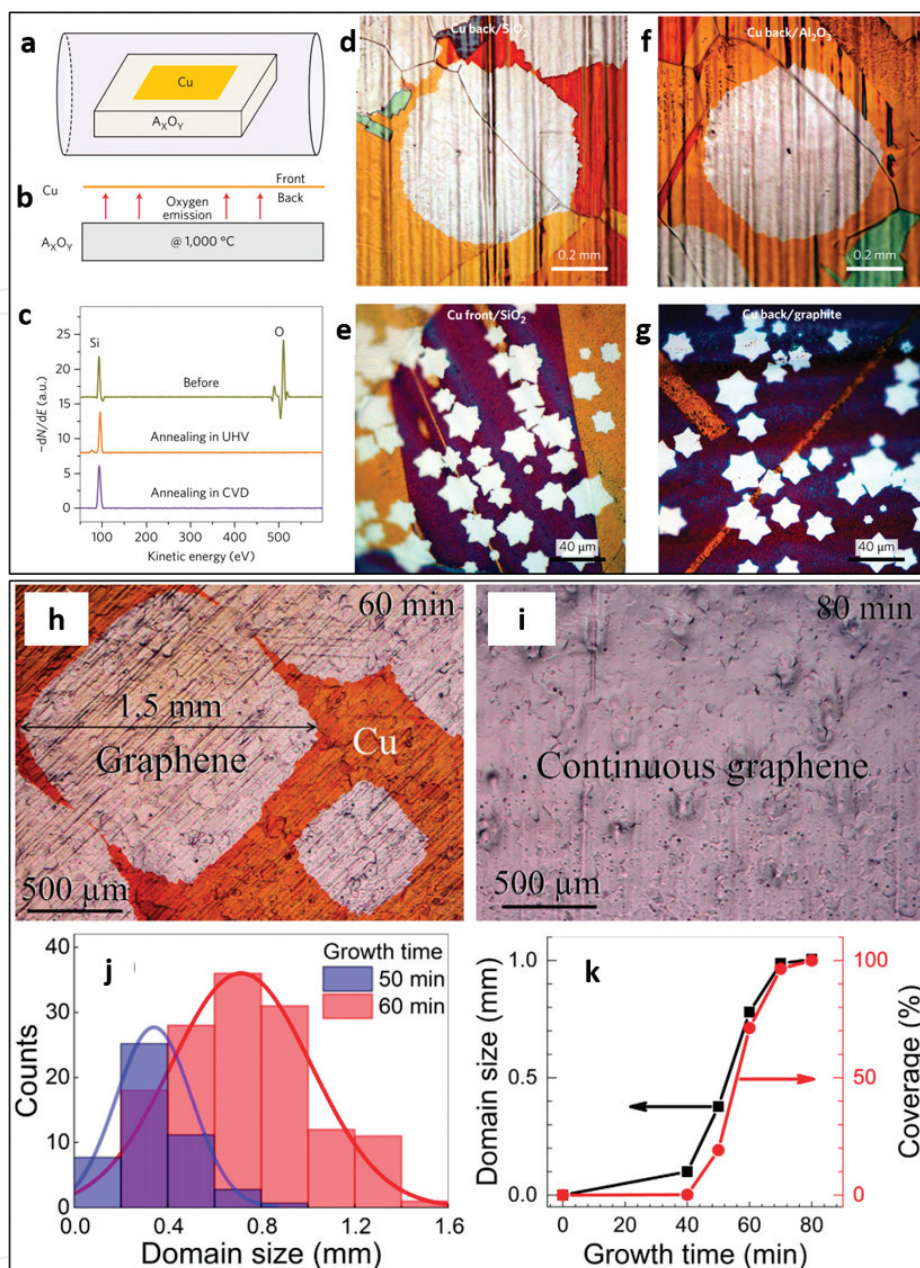 a
Cu
AₓOᵧ
b
Cu
Front
Back
Oxygen
emission
AₓOᵧ
@ 1,000 °C
c
25
20
15
10
5
0
−dN/dE (a.u.)
Si
O
Before
Annealing in UHV
Annealing in CVD
100
200
300
400
500
Kinetic energy (eV)
d
Cu back/SiO₂
0.2 mm
f
Cu back/Al₂O₃
0.2 mm
e
Cu front/SiO₂
40 μm
g
Cu back/graphite
40 μm
h
60 min
1.5 mm
Graphene
Cu
500 μm
i
80 min
Continuous graphene
500 μm
j
Growth time
50 min
60 min
40
30
20
10
0
Counts
0.0
0.4
0.8
1.2
1.6
Domain size (mm)
k
1.0
0.5
0.0
Domain size (mm)
100
50
0
Coverage (%)
0
20
40
60
80
Growth time (min)